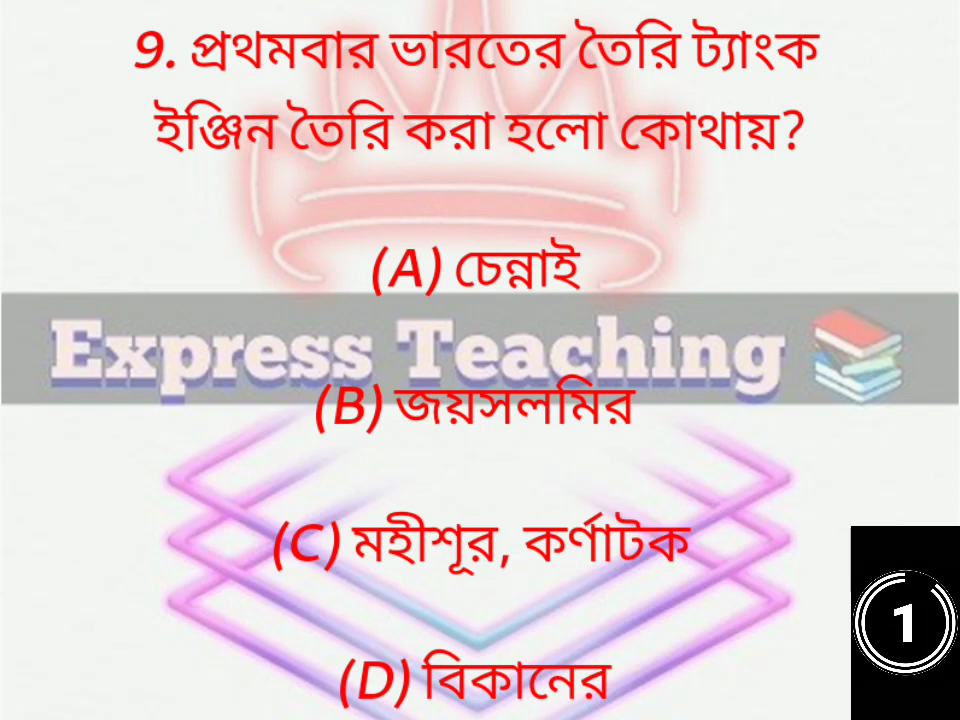 9. প্রথমবার ভারতের তৈরি ট্যাংক
ইঞ্জিন তৈরি করা হলো কোথায়?
(A) চেন্নাই
Express Teaching
(B) জয়সলমির
(C) মহীশূর, কর্ণাটক
1
(D) বিকানের